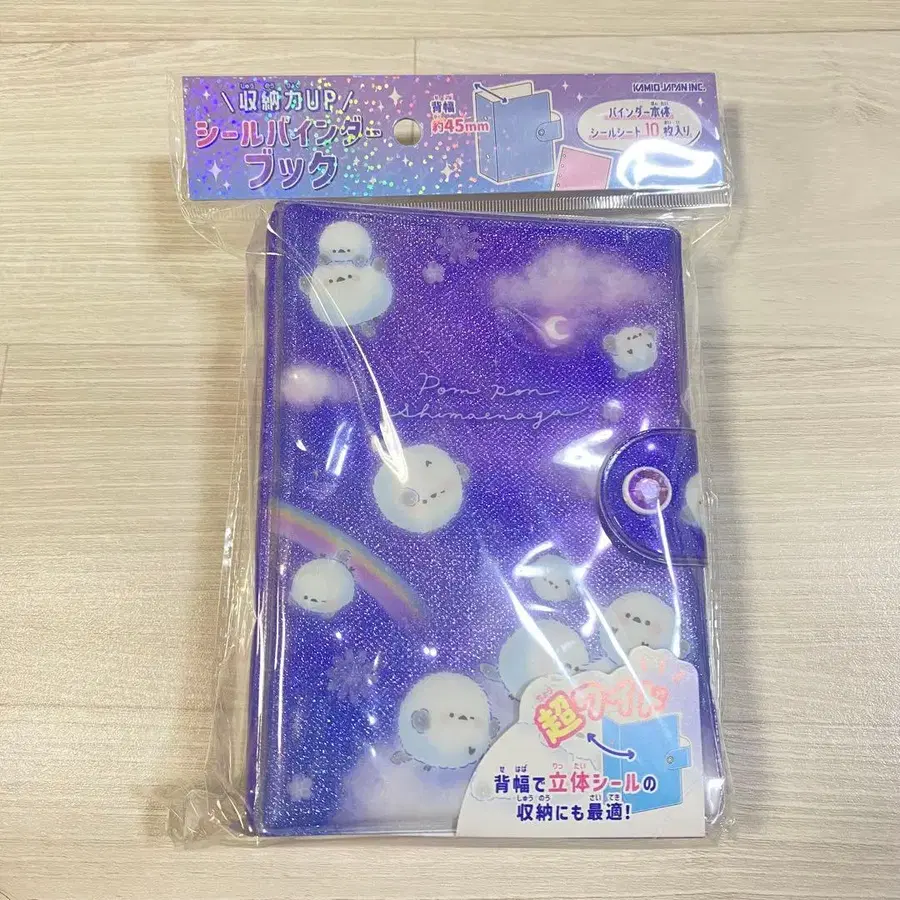 収納力UP
シールバインダー
ブック
背幅
約45mm
KAMIO JAPAN INC.
バインダー本体
シールシート10枚入り
Pom pon
shimaenaga
超ワイド
背幅で立体シールの
収納にも最適!